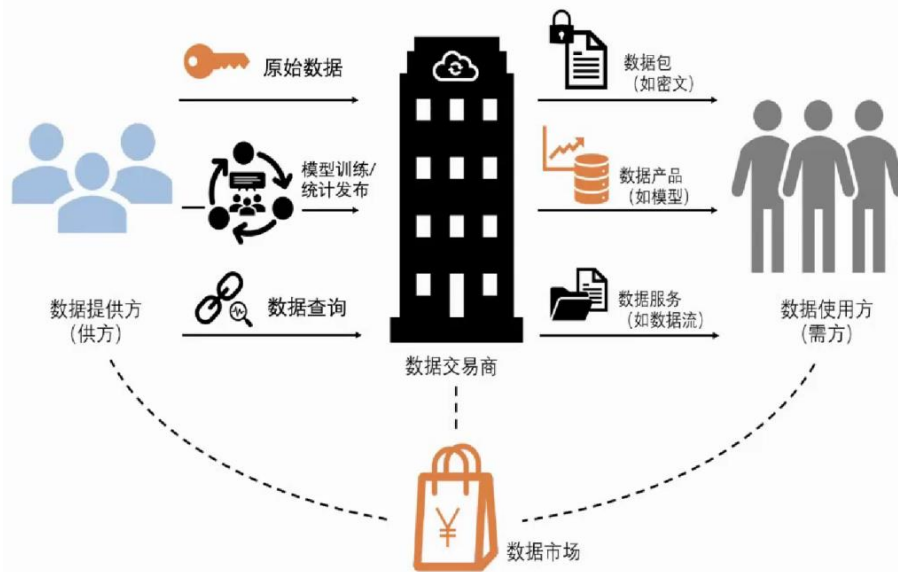 原始数据
模型训练/
统计发布
数据查询
数据提供方
(供方)
数据交易商
数据包
(如密文)
数据产品
(如模型)
数据服务
(如数据流)
数据使用方
(需方)
¥
数据市场